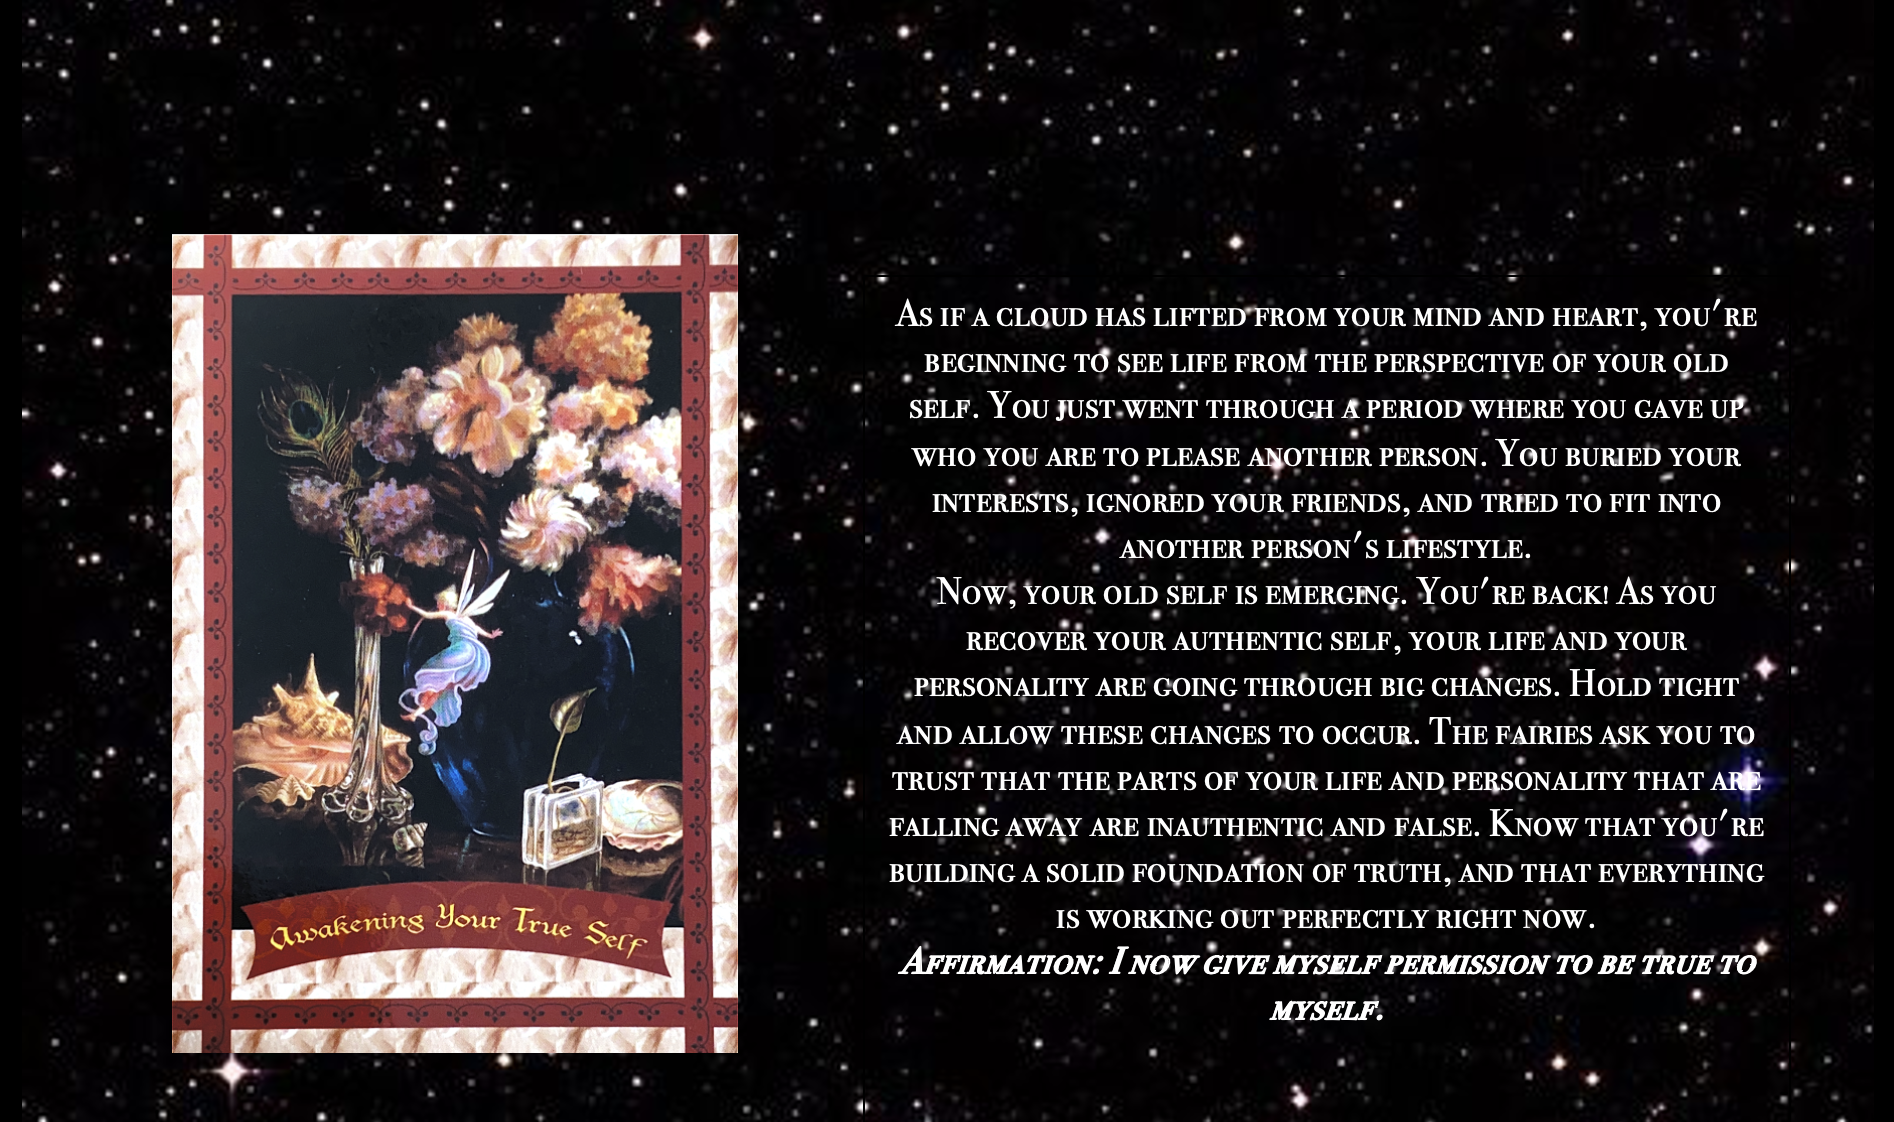 Awakening Your True Self
As if a cloud has lifted from your mind and heart, you're
beginning to see life from the perspective of your old
self. You just went through a period where you gave up
who you are to please another person. You buried your
interests, ignored your friends, and tried to fit into
another person's lifestyle.
Now, your old self is emerging. You're back! As you
recover your authentic self, your life and your
personality are going through big changes. Hold tight
and allow these changes to occur. The fairies ask you to
trust that the parts of your life and personality that are
falling away are inauthentic and false. Know that you're
building a solid foundation of truth, and that everything
is working out perfectly right now.
Affirmation: I now give myself permission to be true to
myself.